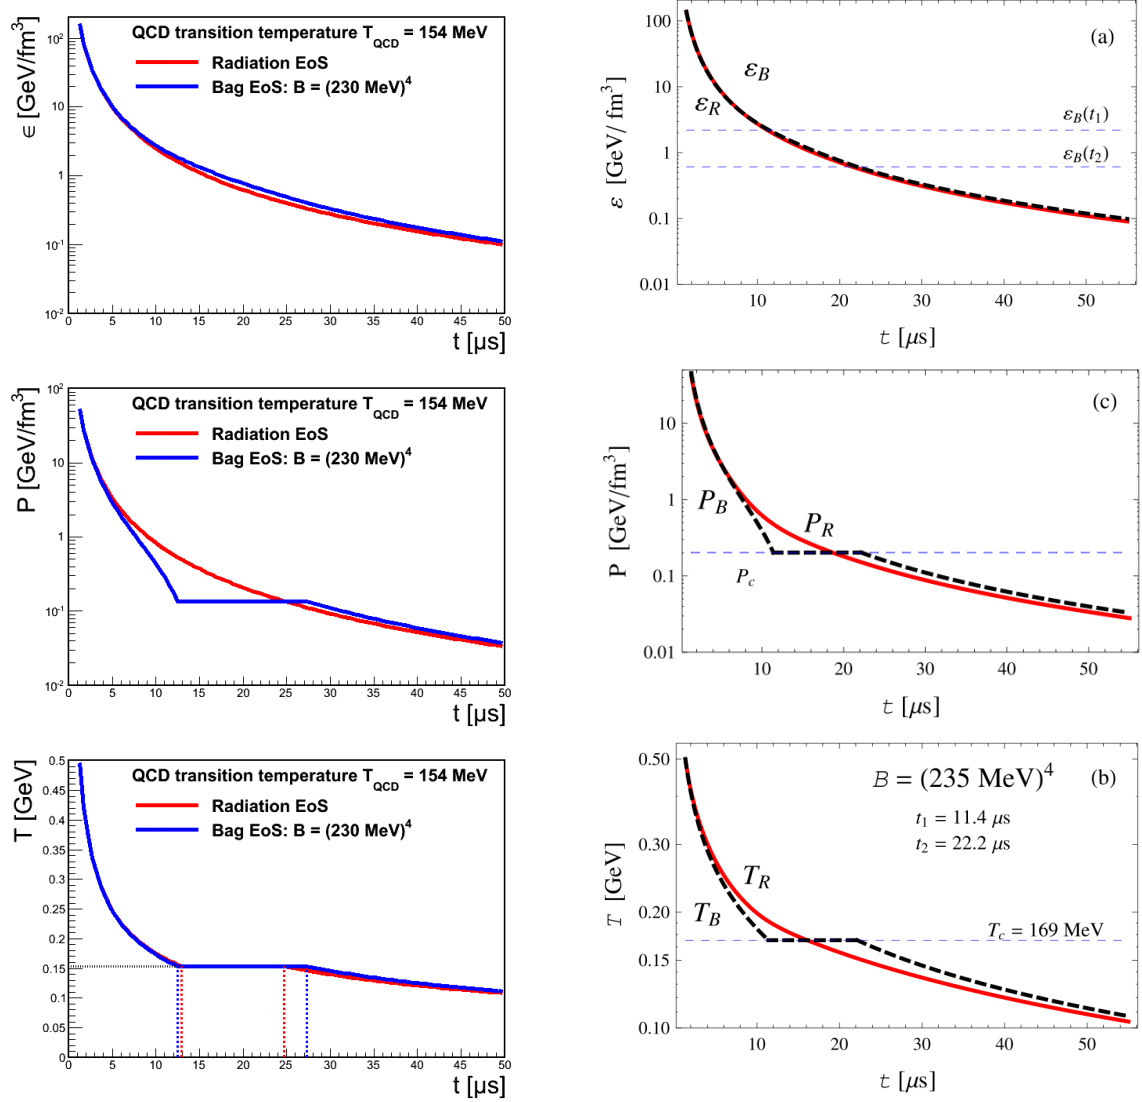 QCD transition temperature T_QCD = 154 MeV
Radiation EoS
Bag EoS: B = (230 MeV)^4
∈ [GeV/fm^3]
10^2
10
1
10^-1
10^-2
0 5 10 15 20 25 30 35 40 45 50
t [μs]
(a)
ε_B
ε_R
ε_B(t_1)
ε_B(t_2)
ε [GeV/ fm^3]
100
10
1
0.1
0.01
10 20 30 40 50
t [μs]
QCD transition temperature T_QCD = 154 MeV
Radiation EoS
Bag EoS: B = (230 MeV)^4
P [GeV/fm^3]
10^2
10
1
10^-1
10^-2
0 5 10 15 20 25 30 35 40 45 50
t [μs]
(c)
P_B
P_R
P_c
P [GeV/fm^3]
10
1
0.1
0.01
10 20 30 40 50
t [μs]
QCD transition temperature T_QCD = 154 MeV
Radiation EoS
Bag EoS: B = (230 MeV)^4
T [GeV]
0.5
0.45
0.4
0.35
0.3
0.25
0.2
0.15
0.1
0.05
0
0 5 10 15 20 25 30 35 40 45 50
t [μs]
B = (235 MeV)^4
(b)
t_1 = 11.4 μs
t_2 = 22.2 μs
T_R
T_B
T_c = 169 MeV
T [GeV]
0.50
0.30
0.20
0.15
0.10
10 20 30 40 50
t [μs]